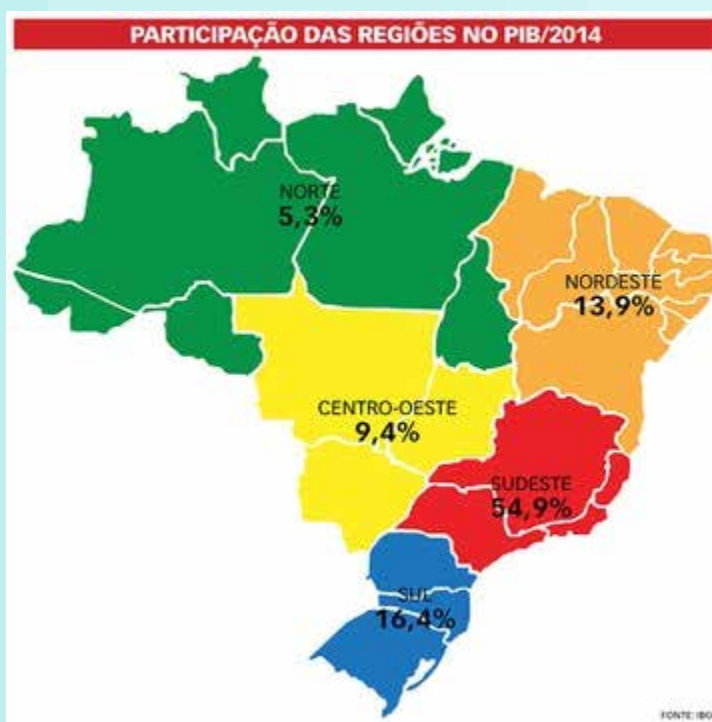 PARTICIPAÇÃO DAS REGIÕES NO PIB/2014
NORTE
5,3%
NORDESTE
13,9%
CENTRO-OESTE
9,4%
SUDESTE
54,9%
SUL
16,4%
FONTE: